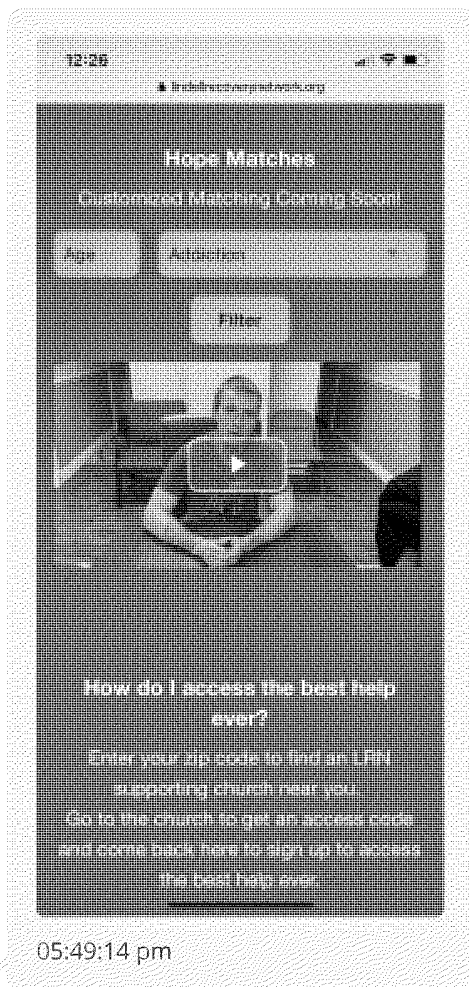 12:26
Hope Matches
Customized Matching Coming Soon!
Age
Addiction
Filter
How do I access the best help
ever?
Enter your zip code to find an LRN
supporting church near you.
Go to the church to get an access code
and come back here to sign up to access
the best help ever.
05:49:14 pm